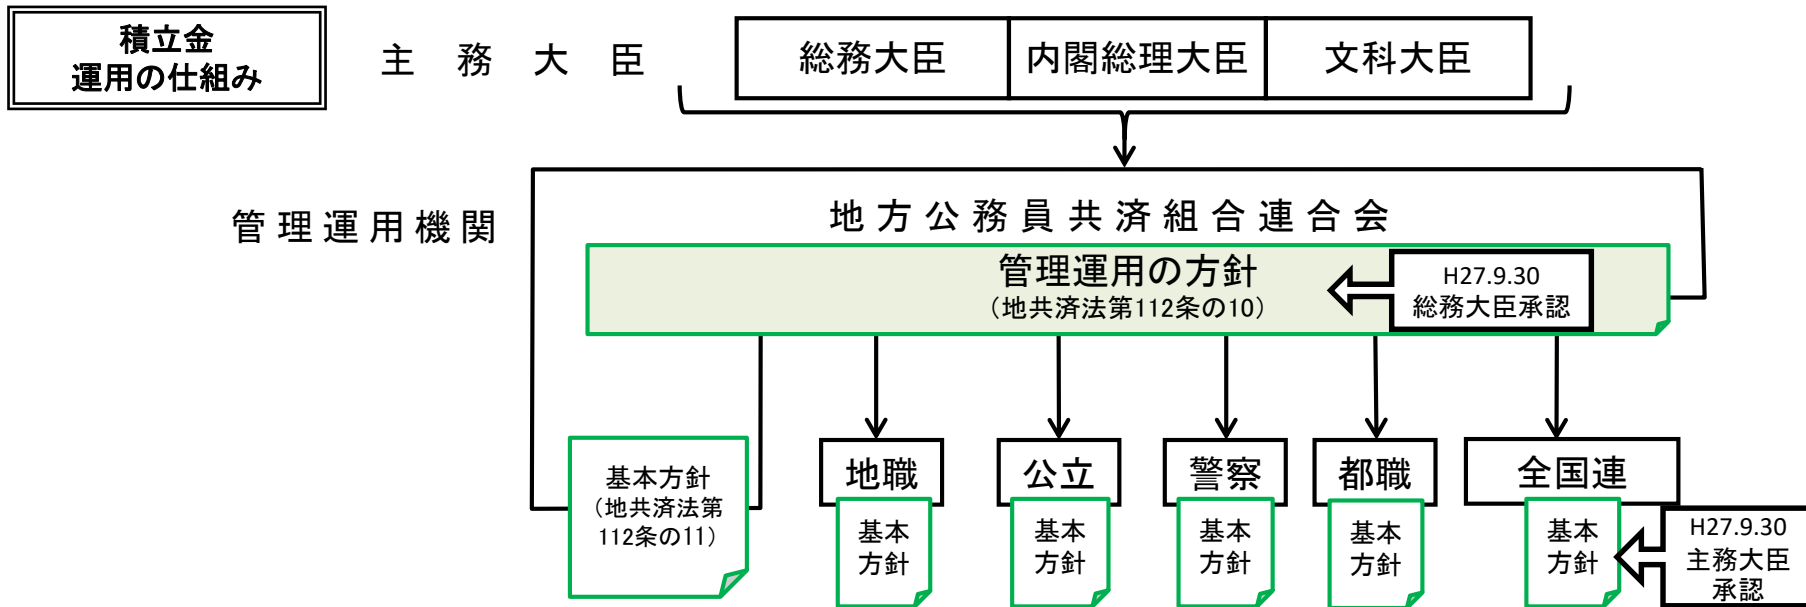 積立金
運用の仕組み
主務大臣
総務大臣
内閣総理大臣
文科大臣
管理運用機関
地方公務員共済組合連合会
管理運用の方針
（地共済法第112条の10）
H27.9.30
総務大臣承認
基本方針
（地共済法第
112条の11）
地職
公立
警察
都職
全国連
基本
方針
基本
方針
基本
方針
基本
方針
基本
方針
H27.9.30
主務大臣
承認